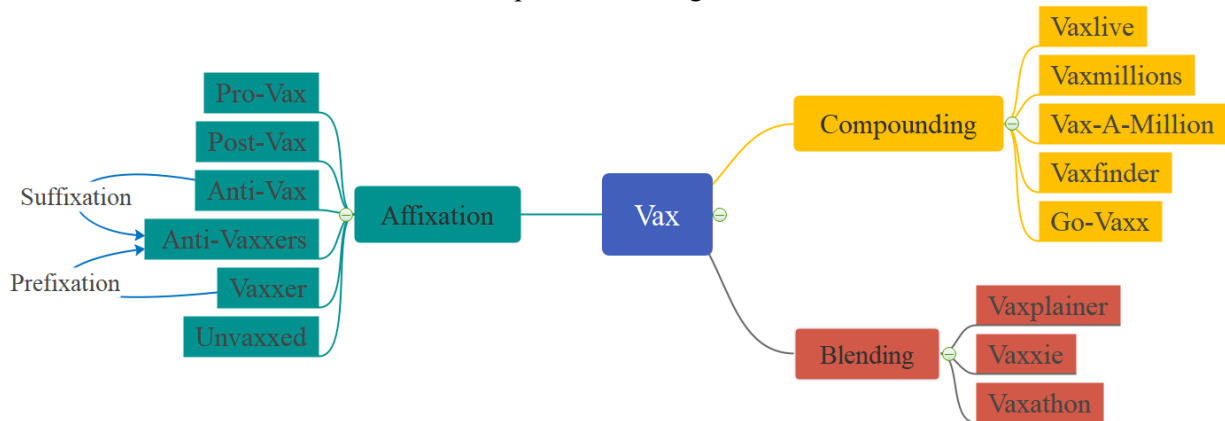 Vax
Affixation
Pro-Vax
Post-Vax
Anti-Vax
Anti-Vaxxers
Vaxxer
Unvaxxed
Suffixation
Prefixation
Compounding
Vaxlive
Vaxmillions
Vax-A-Million
Vaxfinder
Go-Vaxx
Blending
Vaxplainer
Vaxxie
Vaxathon